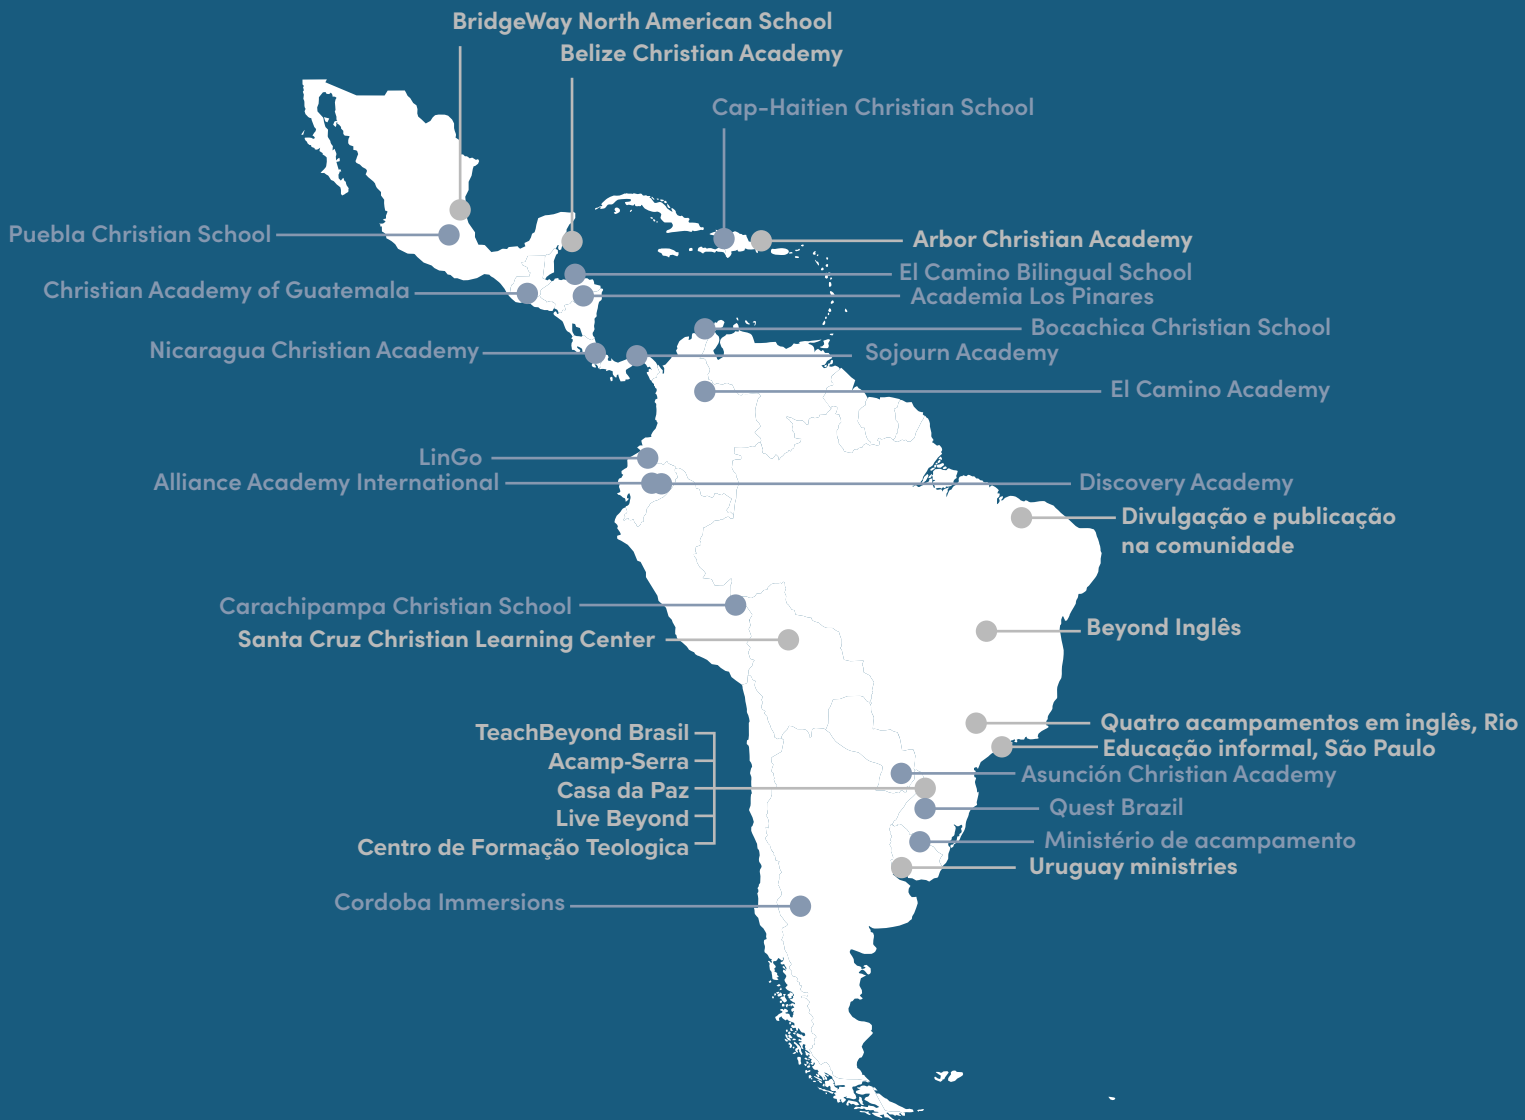 BridgeWay North American School
Belize Christian Academy
Cap-Haitien Christian School
Puebla Christian School
Arbor Christian Academy
El Camino Bilingual School
Christian Academy of Guatemala
Academia Los Pinares
Bocachica Christian School
Nicaragua Christian Academy
Sojourn Academy
El Camino Academy
LinGo
Alliance Academy International
Discovery Academy
Divulgação e publicação
na comunidade
Carachipampa Christian School
Beyond Inglês
Santa Cruz Christian Learning Center
Quatro acampamentos em inglês, Rio
TeachBeyond Brasil
Educação informal, São Paulo
Acamp-Serra
Asunción Christian Academy
Casa da Paz
Quest Brazil
Live Beyond
Ministério de acampamento
Centro de Formação Teologica
Uruguay ministries
Cordoba Immersions